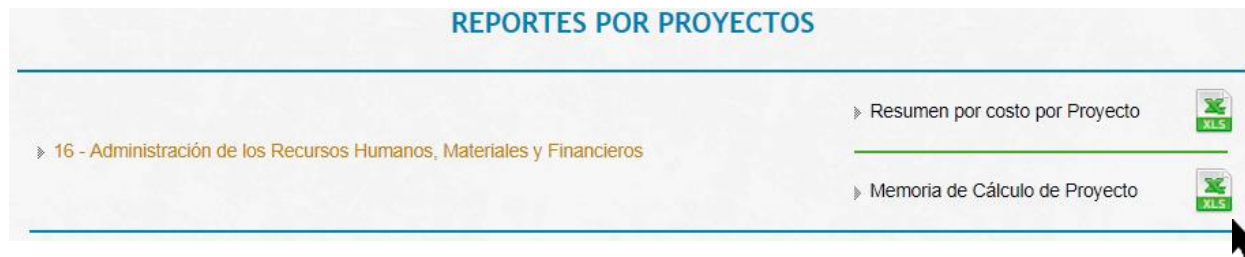 REPORTES POR PROYECTOS
Resumen por costo por Proyecto
XLS
16 - Administración de los Recursos Humanos, Materiales y Financieros
Memoria de Cálculo de Proyecto
XLS